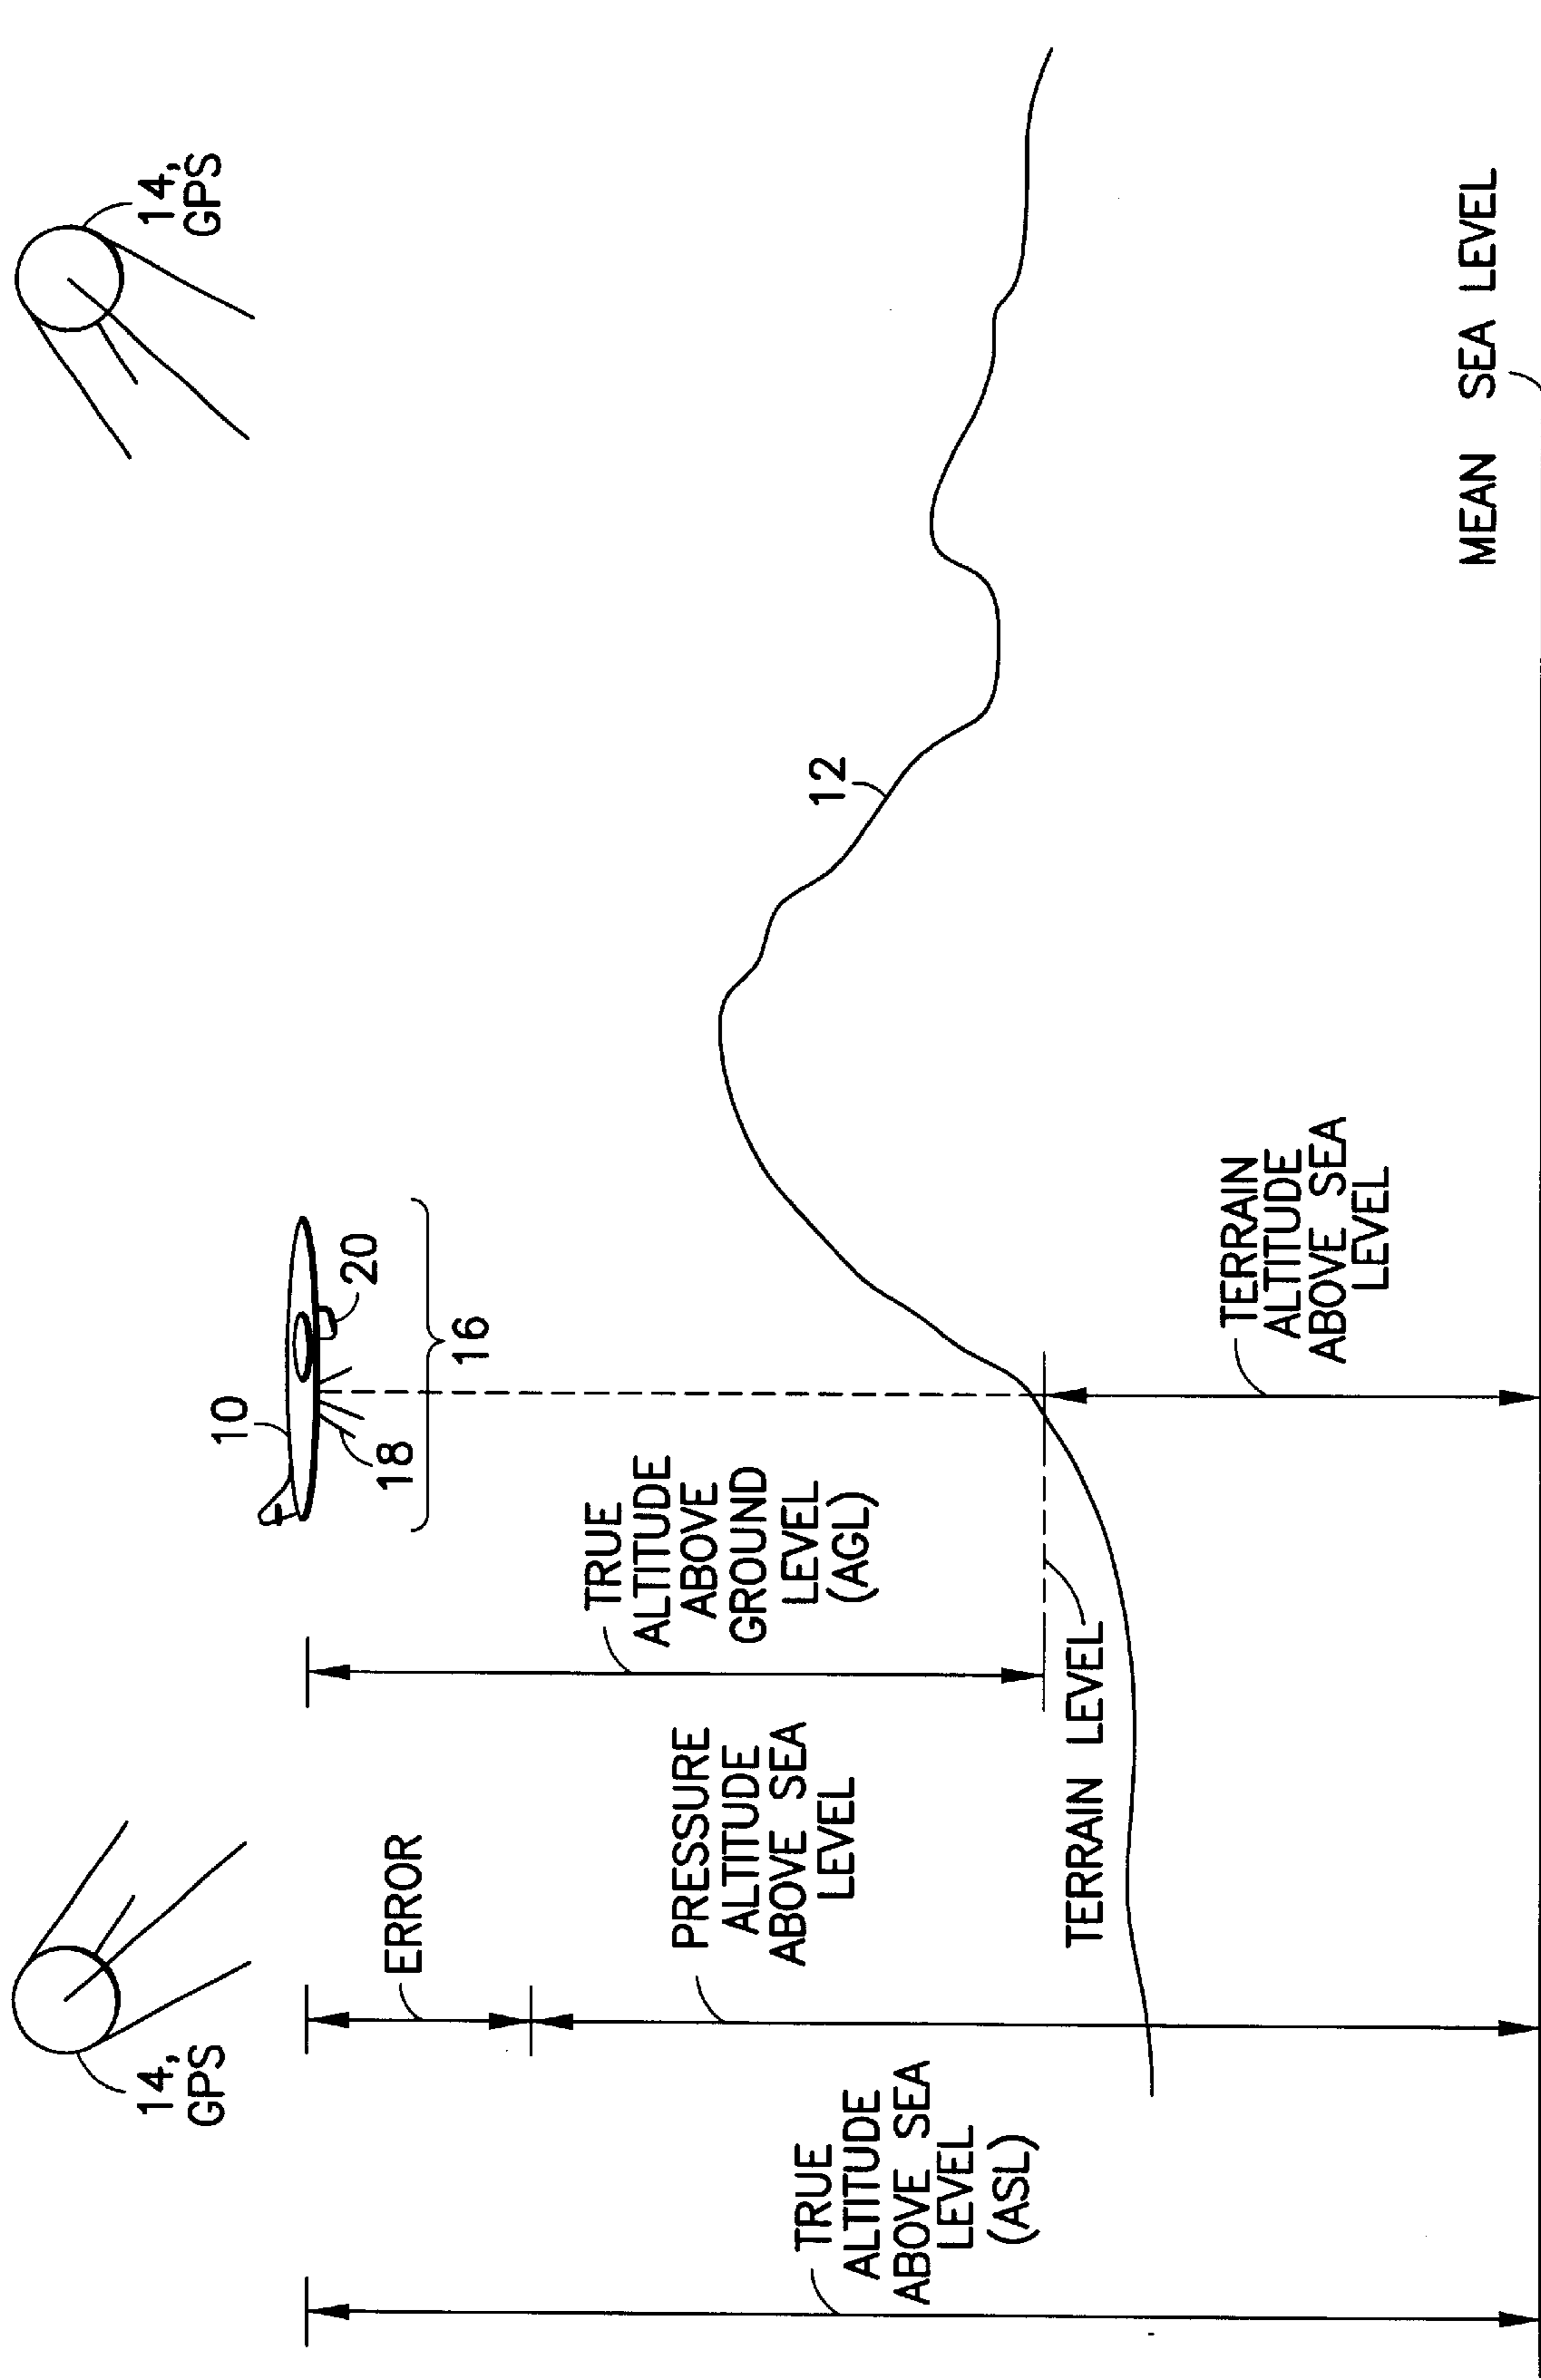 14,
GPS
14,
GPS
10
18
20
16
ERROR
TRUE
ALTITUDE
ABOVE
GROUND
LEVEL
(AGL)
PRESSURE
ALTITUDE
ABOVE SEA
LEVEL
TRUE
ALTITUDE
ABOVE SEA
LEVEL
(ASL)
12
TERRAIN LEVEL
TERRAIN
ALTITUDE
ABOVE SEA
LEVEL
MEAN SEA LEVEL